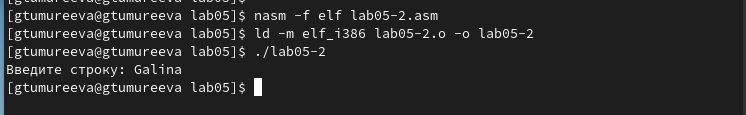 [gtumureeva@gtumureeva lab05]$ nasm -f elf lab05-2.asm
[gtumureeva@gtumureeva lab05]$ ld -m elf_i386 lab05-2.o -o lab05-2
[gtumureeva@gtumureeva lab05]$ ./lab05-2
Введите строку: Galina
[gtumureeva@gtumureeva lab05]$